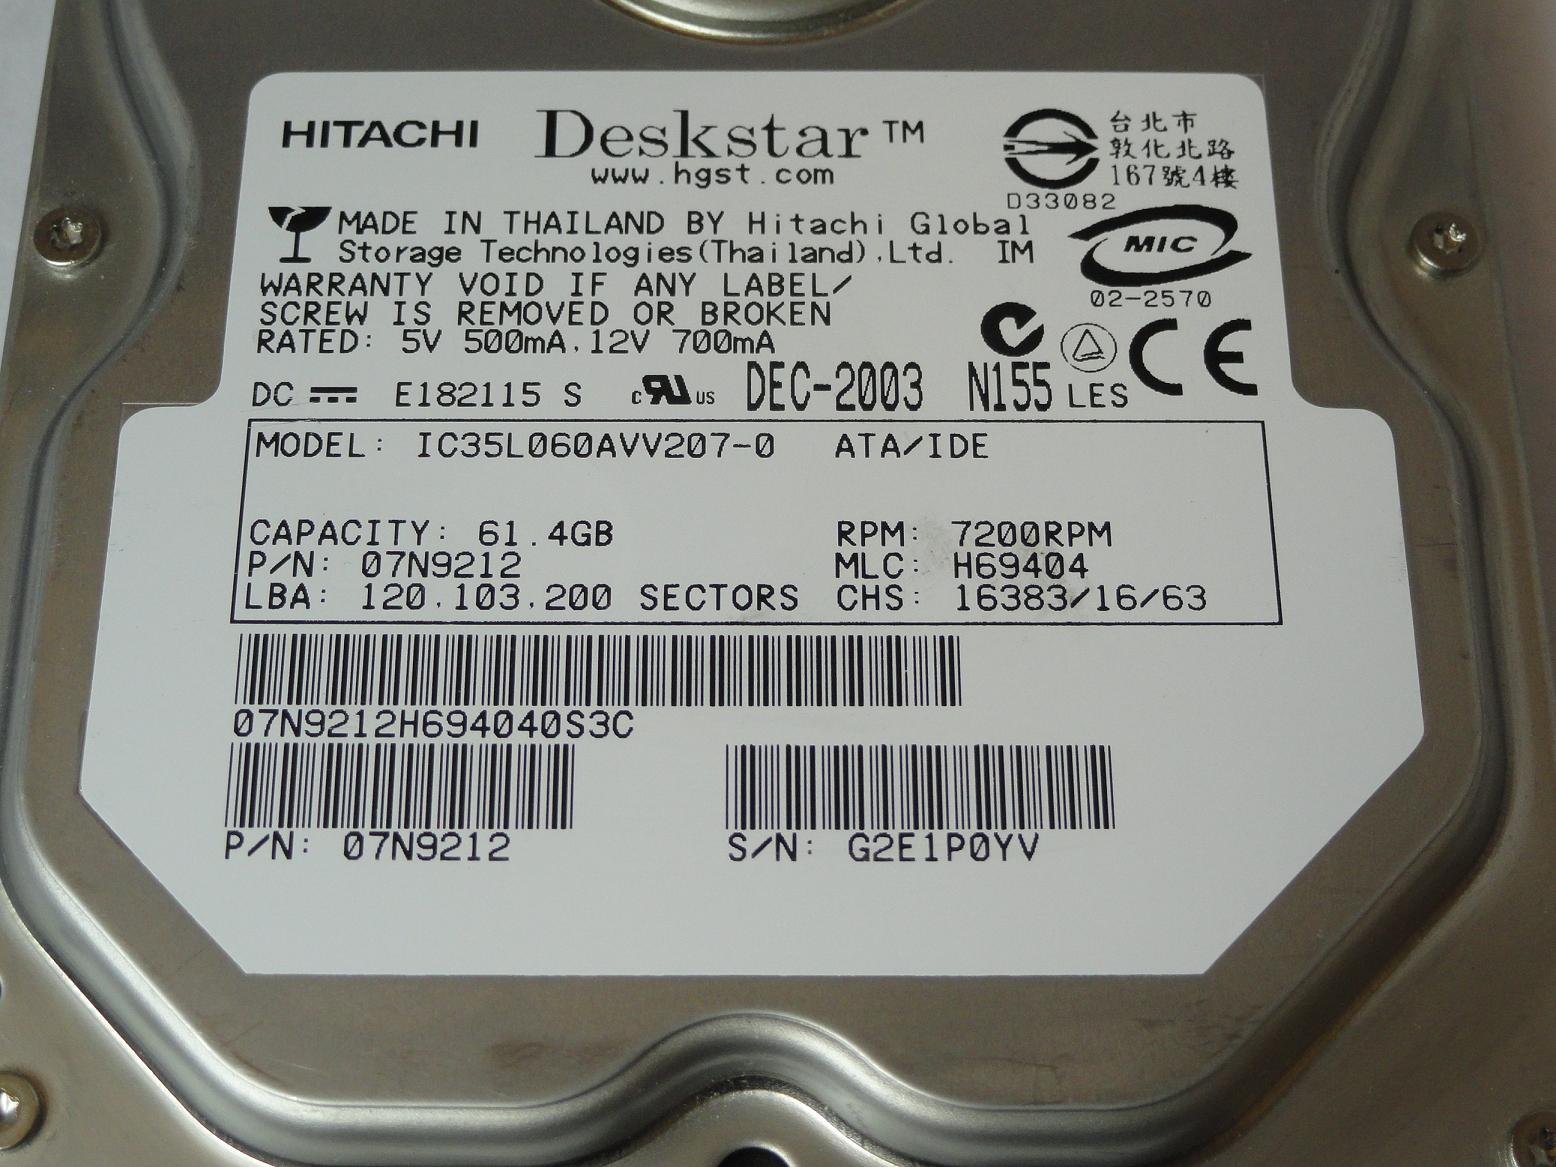 HITACHI Deskstar™
www.hgst.com
台北市
敦化北路
167號4樓
D33082
MADE IN THAILAND BY Hitachi Global
Storage Technologies(Thailand),Ltd. IM
MIC
02-2570
WARRANTY VOID IF ANY LABEL/
SCREW IS REMOVED OR BROKEN
RATED: 5V 500mA,12V 700mA
DC E182115 S c RU US DEC-2003 N155 LES CE
MODEL: IC35L060AVV207-0 ATA/IDE
CAPACITY: 61.4GB RPM: 7200RPM
P/N: 07N9212 MLC: H69404
LBA: 120,103,200 SECTORS CHS: 16383/16/63
07N9212H694040S3C
P/N: 07N9212 S/N: G2E1P0YV